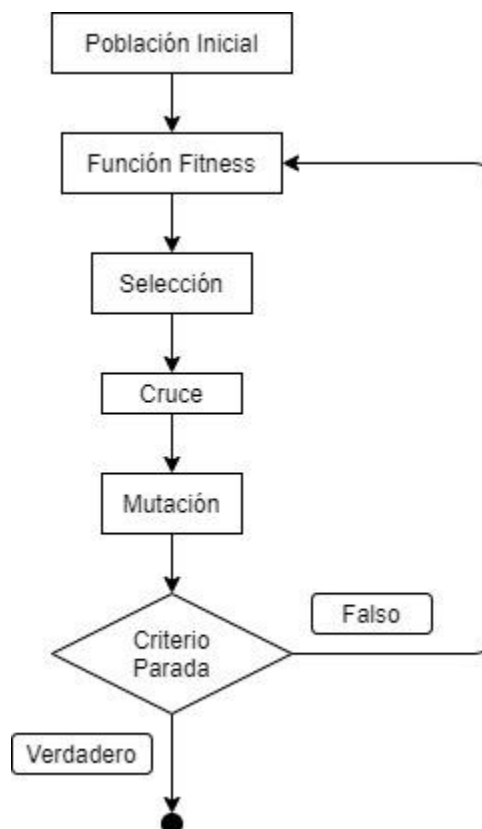 Población Inicial
Función Fitness
Selección
Cruce
Mutación
Falso
Criterio
Parada
Verdadero